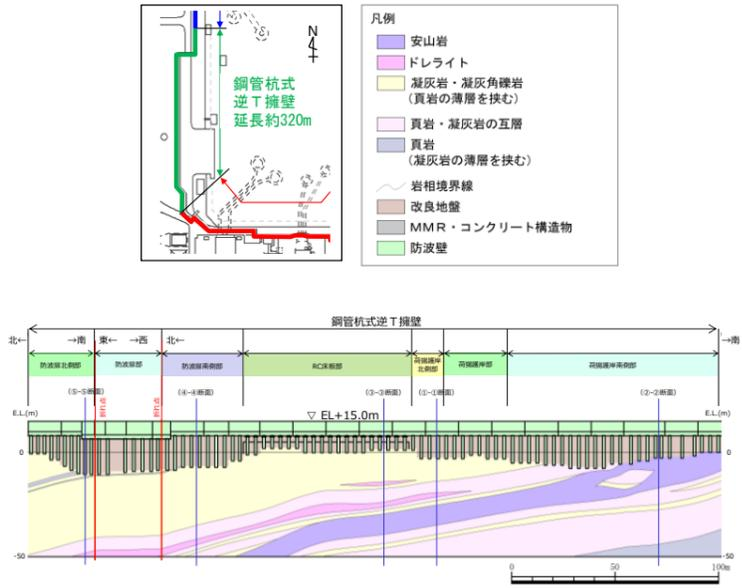 N
鋼管杭式
逆T擁壁
延長約320m
凡例
安山岩
ドレライト
凝灰岩・凝灰角礫岩
(頁岩の薄層を挟む)
頁岩・凝灰岩の互層
頁岩
(凝灰岩の薄層を挟む)
岩相境界線
改良地盤
MMR・コンクリート構造物
防波壁
鋼管杭式逆T擁壁
北← →南 東← →西 北← →南
防波扉北側部 防波扉部 防波扉南側部 RC床版部 荷揚護岸北側部 荷揚護岸部 荷揚護岸南側部
(⑤-⑤断面) (④-④断面) (③-③断面) (①-①断面) (②-②断面)
折れ点 折れ点
E.L.(m) ▽ EL+15.0m E.L.(m)
0 0
-50 -50
0 50 100m